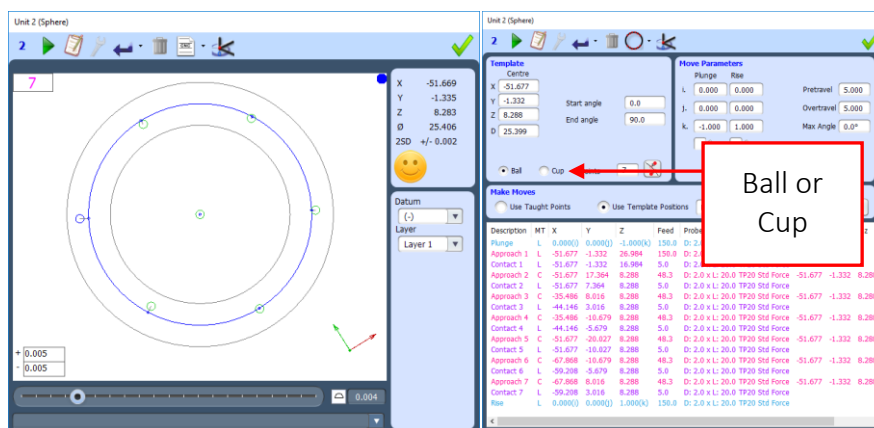 Unit 2 (Sphere)
2
7
X -51.669
Y -1.335
Z 8.283
Ø 25.406
2SD +/- 0.002
Datum
(-)
Layer
Layer 1
+ 0.005
- 0.005
0.004
Unit 2 (Sphere)
2
Template
Centre
X -51.677
Y -1.332
Z 8.288
D 25.399
Start angle 0.0
End angle 90.0
Ball
Cup
7
Move Parameters
Plunge Rise
i. 0.000 0.000
j. 0.000 0.000
k. -1.000 1.000
Pretravel 5.000
Overtravel 5.000
Max Angle 0.0°
Ball or
Cup
Make Moves
Use Taught Points
Use Template Positions
Description MT X Y Z Feed Probe z
Plunge L 0.000(i) 0.000(j) -1.000(k) 150.0 D: 2.0
Approach 1 L -51.677 -1.332 26.984 150.0 D: 2.0
Contact 1 L -51.677 -1.332 16.984 5.0 D: 2.0
Approach 2 C -51.677 17.364 8.288 48.3 D: 2.0 x L: 20.0 TP20 Std Force -51.677 -1.332 8.288
Contact 2 L -51.677 7.364 8.288 5.0 D: 2.0 x L: 20.0 TP20 Std Force
Approach 3 C -35.486 8.016 8.288 48.3 D: 2.0 x L: 20.0 TP20 Std Force -51.677 -1.332 8.288
Contact 3 L -44.146 3.016 8.288 5.0 D: 2.0 x L: 20.0 TP20 Std Force
Approach 4 C -35.486 -10.679 8.288 48.3 D: 2.0 x L: 20.0 TP20 Std Force -51.677 -1.332 8.288
Contact 4 L -44.146 -5.679 8.288 5.0 D: 2.0 x L: 20.0 TP20 Std Force
Approach 5 C -51.677 -20.027 8.288 48.3 D: 2.0 x L: 20.0 TP20 Std Force -51.677 -1.332 8.288
Contact 5 L -51.677 -10.027 8.288 5.0 D: 2.0 x L: 20.0 TP20 Std Force
Approach 6 C -67.868 -10.679 8.288 48.3 D: 2.0 x L: 20.0 TP20 Std Force -51.677 -1.332 8.288
Contact 6 L -59.208 -5.679 8.288 5.0 D: 2.0 x L: 20.0 TP20 Std Force
Approach 7 C -67.868 8.016 8.288 48.3 D: 2.0 x L: 20.0 TP20 Std Force -51.677 -1.332 8.288
Contact 7 L -59.208 3.016 8.288 5.0 D: 2.0 x L: 20.0 TP20 Std Force
Rise L 0.000(i) 0.000(j) 1.000(k) 150.0 D: 2.0 x L: 20.0 TP20 Std Force